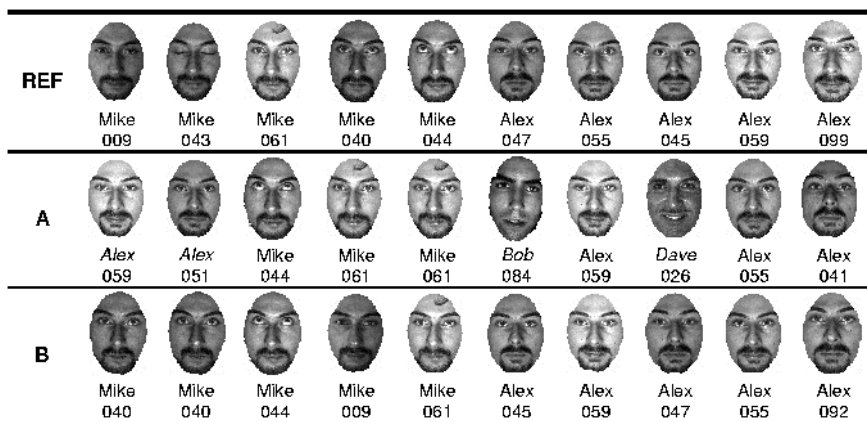 REF
Mike Mike Mike Mike Mike Alex Alex Alex Alex Alex
009 043 061 040 044 047 055 045 059 099
A
Alex Alex Mike Mike Mike Bob Alex Dave Alex Alex
059 051 044 061 061 084 059 026 055 041
B
Mike Mike Mike Mike Mike Alex Alex Alex Alex Alex
040 040 044 009 061 045 059 047 055 092